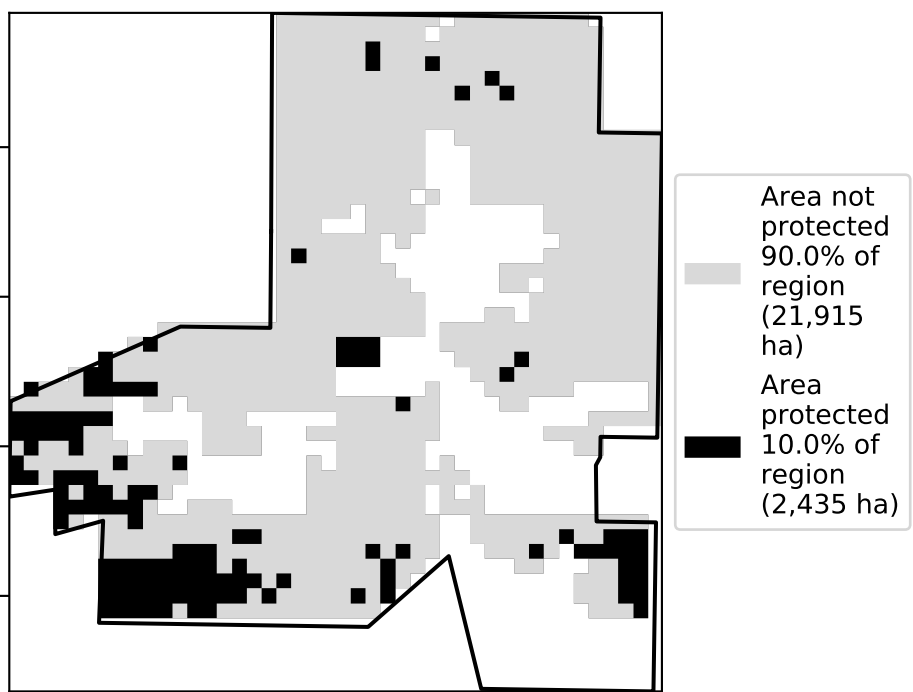 Area not
protected
90.0% of
region
(21,915
ha)
Area
protected
10.0% of
region
(2,435 ha)